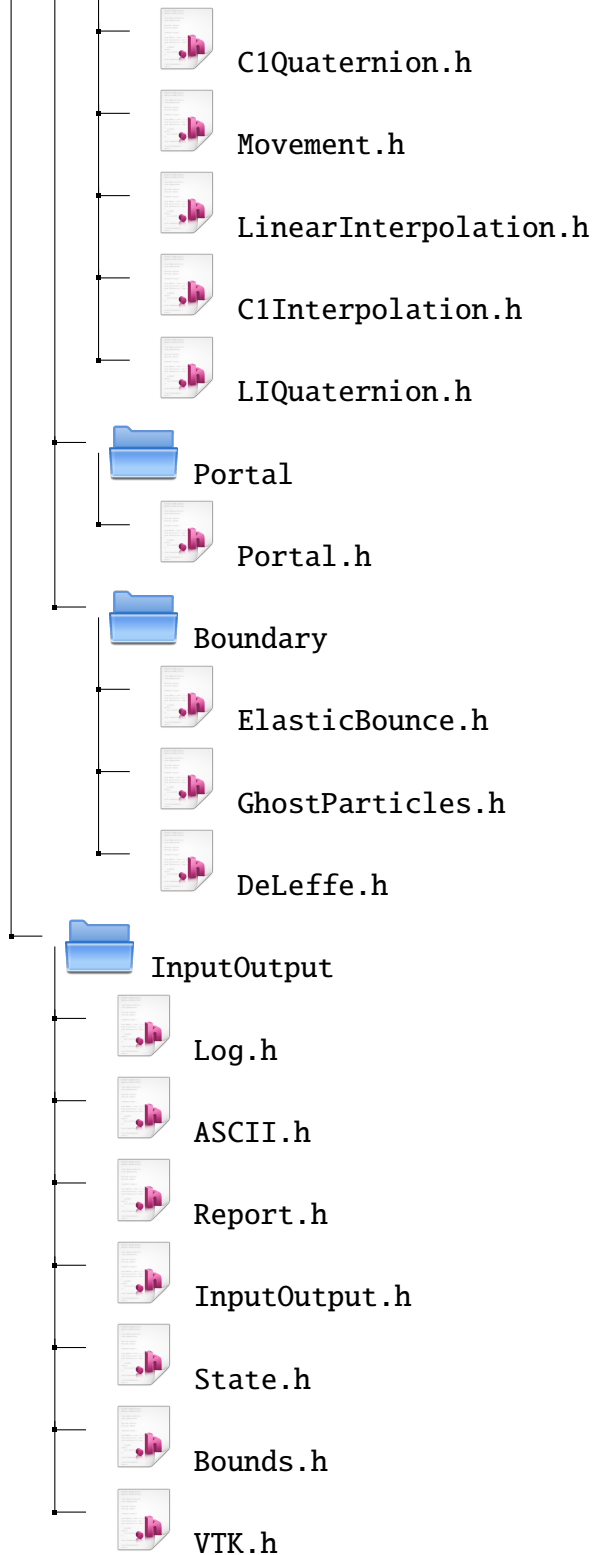 C1Quaternion.h
Movement.h
LinearInterpolation.h
C1Interpolation.h
LIQuaternion.h
Portal
Portal.h
Boundary
ElasticBounce.h
GhostParticles.h
DeLeffe.h
InputOutput
Log.h
ASCII.h
Report.h
InputOutput.h
State.h
Bounds.h
VTK.h